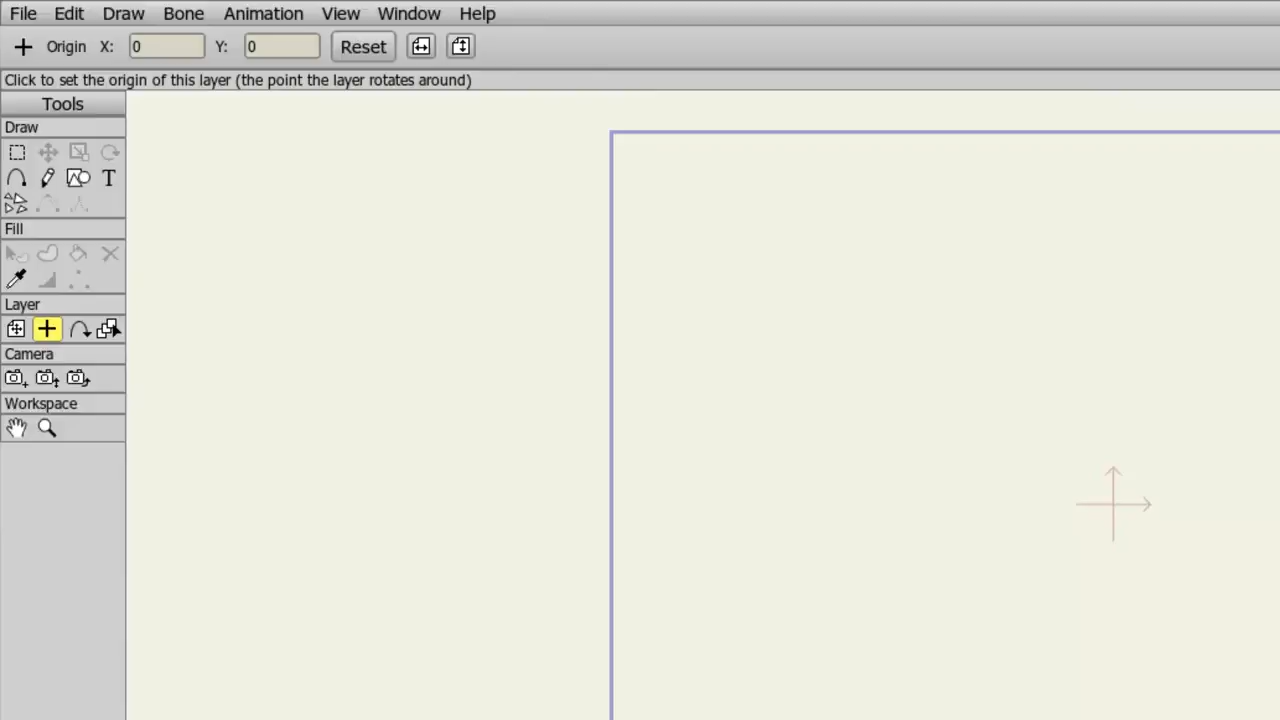 File Edit Draw Bone Animation View Window Help
Origin X: 0 Y: 0 Reset
Click to set the origin of this layer (the point the layer rotates around)
Tools
Draw
T
Fill
Layer
Camera
Workspace